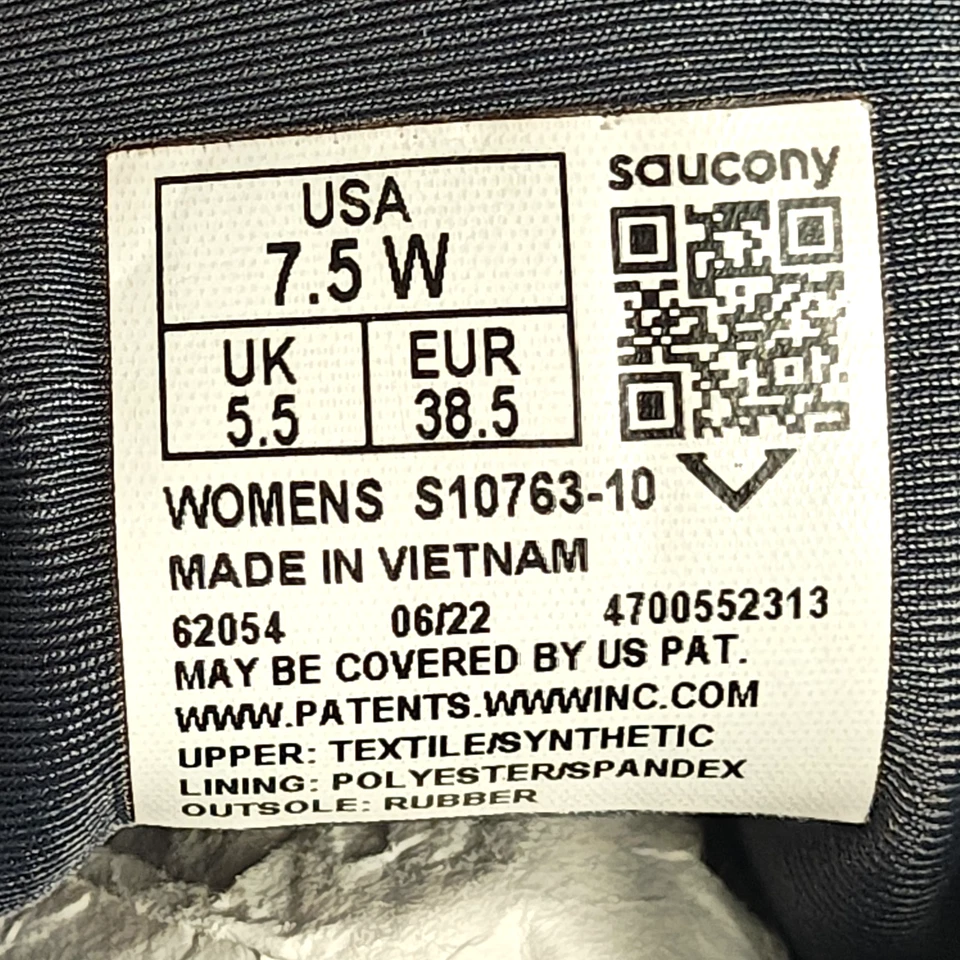 saucony
USA
7.5 W
UK EUR
5.5 38.5
WOMENS S10763-10
MADE IN VIETNAM
62054 06/22 4700552313
MAY BE COVERED BY US PAT.
WWW.PATENTS.WWWINC.COM
UPPER: TEXTILE/SYNTHETIC
LINING: POLYESTER/SPANDEX
OUTSOLE: RUBBER